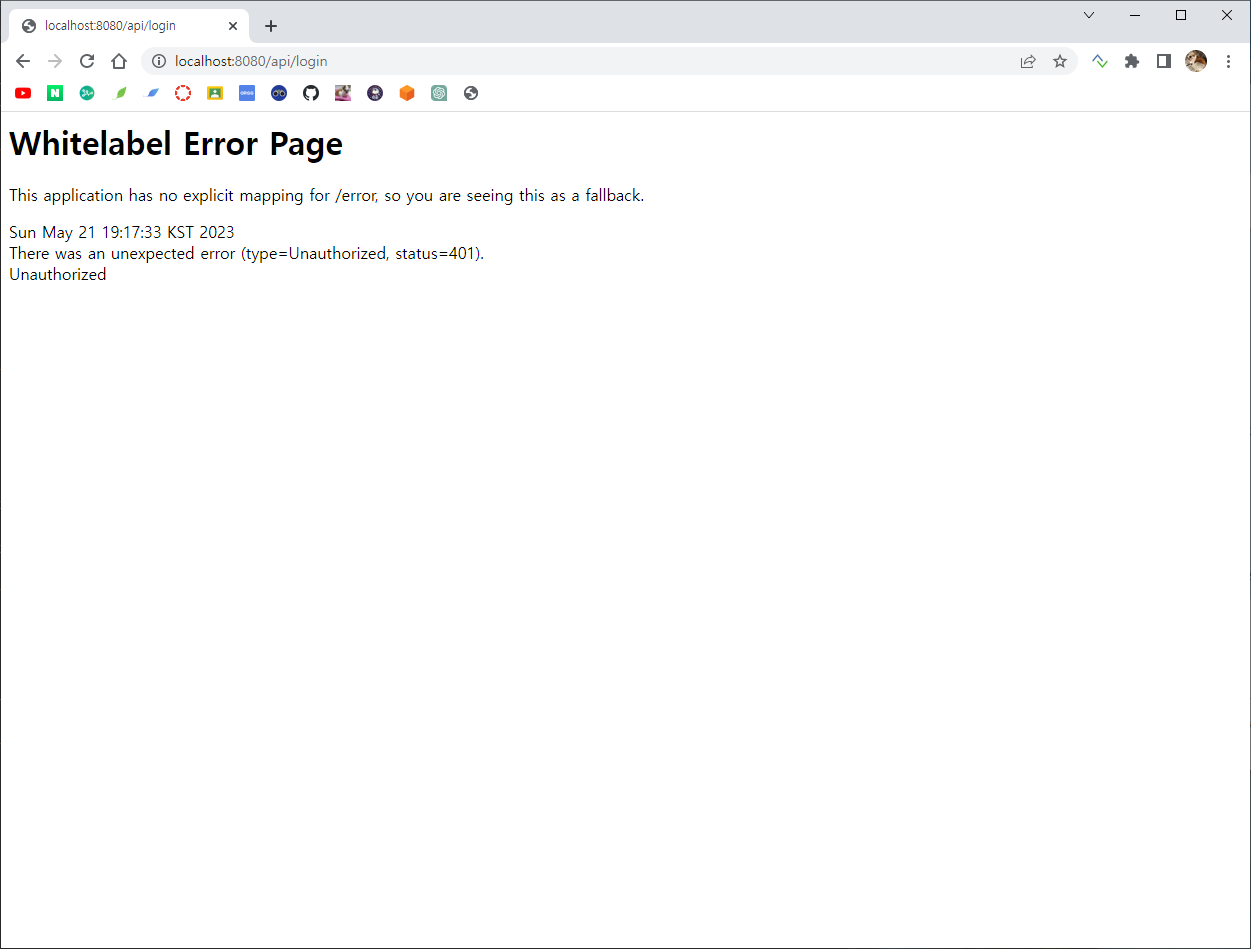 localhost:8080/api/login
localhost:8080/api/login
Whitelabel Error Page
This application has no explicit mapping for /error, so you are seeing this as a fallback.
Sun May 21 19:17:33 KST 2023
There was an unexpected error (type=Unauthorized, status=401).
Unauthorized